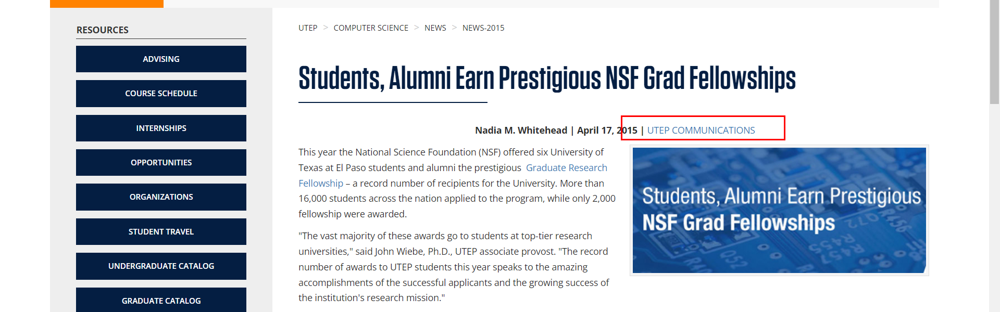 RESOURCES
ADVISING
COURSE SCHEDULE
INTERNSHIPS
OPPORTUNITIES
ORGANIZATIONS
STUDENT TRAVEL
UNDERGRADUATE CATALOG
GRADUATE CATALOG
UTEP > COMPUTER SCIENCE > NEWS > NEWS-2015
Students, Alumni Earn Prestigious NSF Grad Fellowships
Nadia M. Whitehead | April 17, 2015 | UTEP COMMUNICATIONS
This year the National Science Foundation (NSF) offered six University of
Texas at El Paso students and alumni the prestigious Graduate Research
Fellowship – a record number of recipients for the University. More than
16,000 students across the nation applied to the program, while only 2,000
fellowship were awarded.
"The vast majority of these awards go to students at top-tier research
universities," said John Wiebe, Ph.D., UTEP associate provost. "The record
number of awards to UTEP students this year speaks to the amazing
accomplishments of the successful applicants and the growing success of
the institution's research mission."
Students, Alumni Earn Prestigious
NSF Grad Fellowships